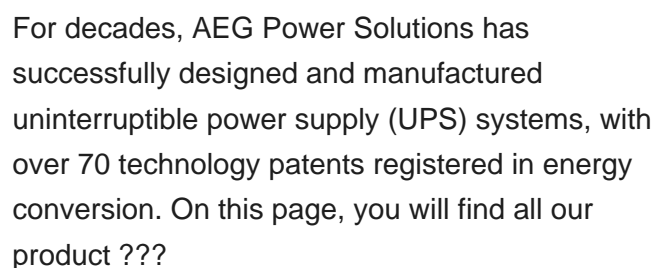 For decades, AEG Power Solutions has
successfully designed and manufactured
uninterruptible power supply (UPS) systems, with
over 70 technology patents registered in energy
conversion. On this page, you will find all our
product ???